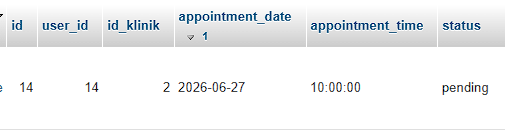 id user_id id_klinik appointment_date 1 appointment_time status
14 14 2 2026-06-27 10:00:00 pending